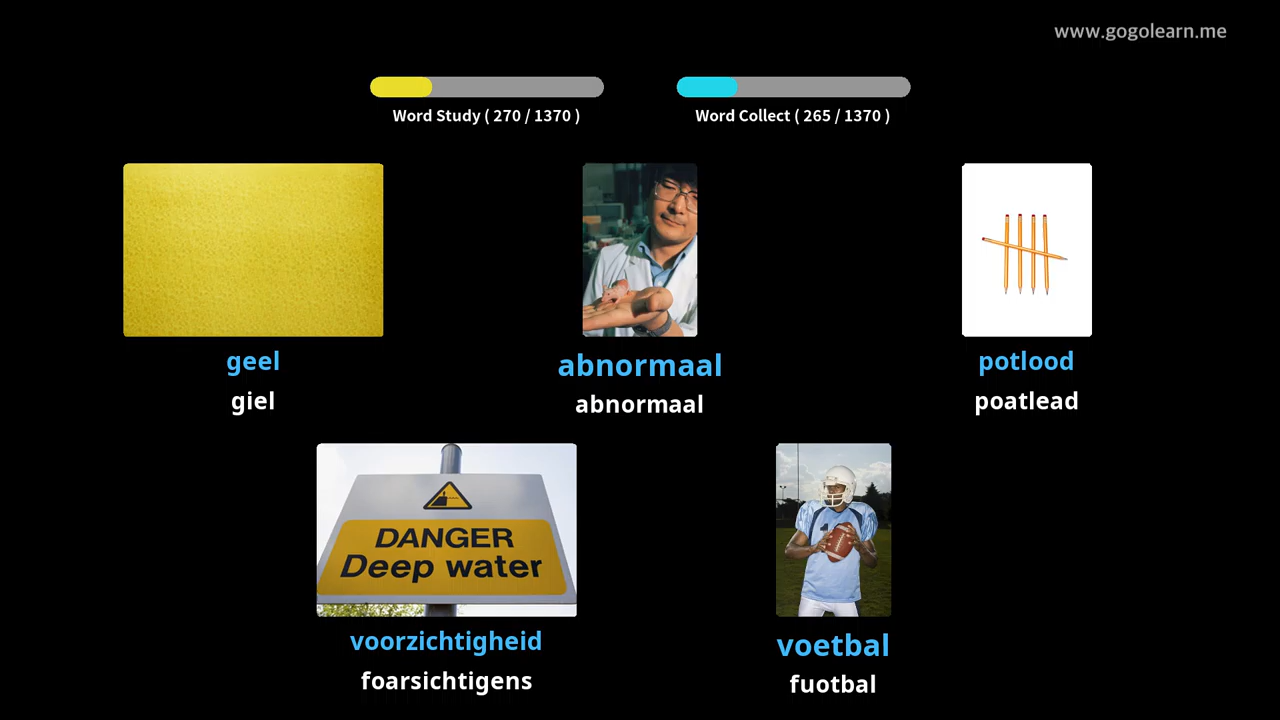 www.gogolearn.me
Word Study ( 270 / 1370 )
Word Collect ( 265 / 1370 )
geel
giel
abnormaal
abnormaal
potlood
poatlead
DANGER
Deep water
voorzichtigheid
foarsichtigens
voetbal
fuotbal